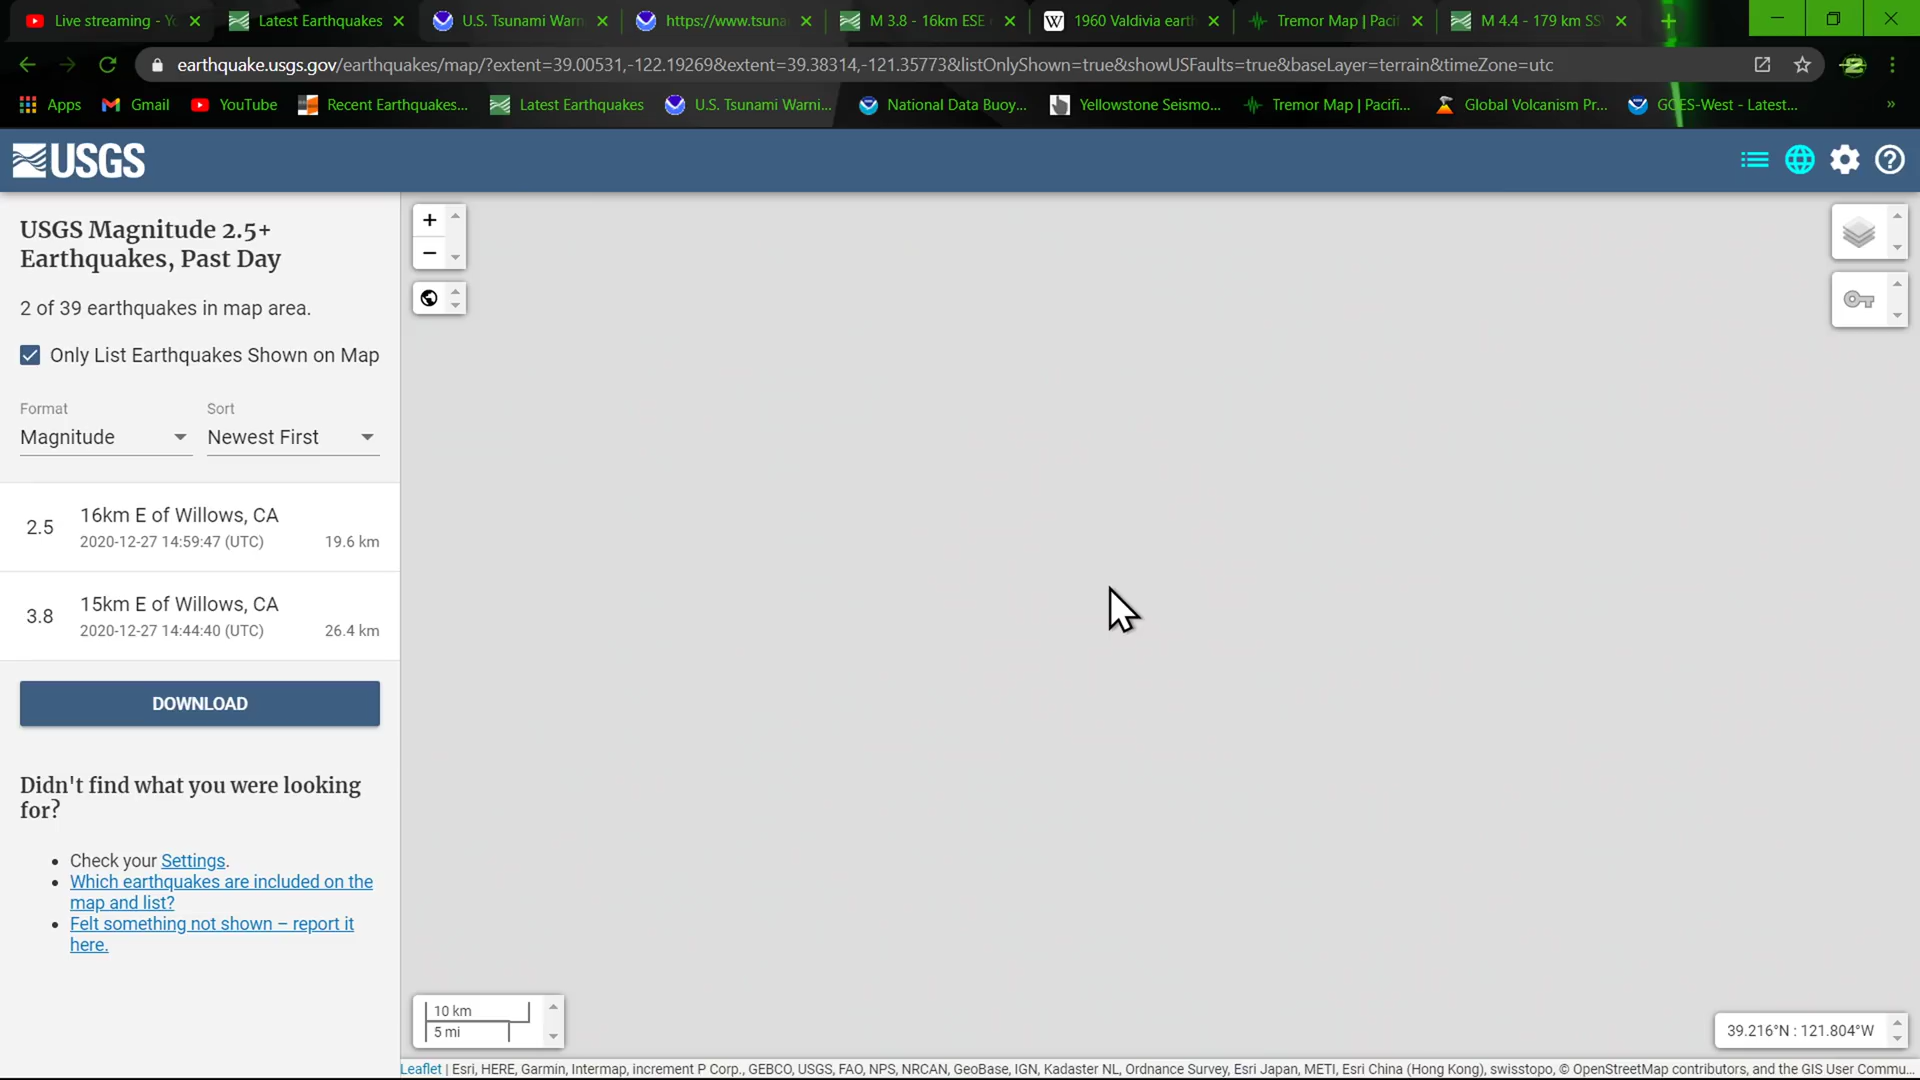 Live streaming - Yo
Latest Earthquakes
U.S. Tsunami Warn
https://www.tsuna
M 3.8 - 16km ESE
1960 Valdivia earth
Tremor Map | Pacif
M 4.4 - 179 km SS
earthquake.usgs.gov/earthquakes/map/?extent=39.00531,-122.19269&extent=39.38314,-121.35773&listOnlyShown=true&showUSFaults=true&baseLayer=terrain&timeZone=utc
Apps
Gmail
YouTube
Recent Earthquakes...
Latest Earthquakes
U.S. Tsunami Warni...
National Data Buoy...
Yellowstone Seismo...
Tremor Map | Pacifi...
Global Volcanism Pr...
GOES-West - Latest...
USGS
USGS Magnitude 2.5+
Earthquakes, Past Day
2 of 39 earthquakes in map area.
Only List Earthquakes Shown on Map
Format
Sort
Magnitude
Newest First
2.5
16km E of Willows, CA
2020-12-27 14:59:47 (UTC)
19.6 km
3.8
15km E of Willows, CA
2020-12-27 14:44:40 (UTC)
26.4 km
DOWNLOAD
Didn't find what you were looking
for?
Check your Settings.
Which earthquakes are included on the
map and list?
Felt something not shown – report it
here.
10 km
5 mi
39.216°N : 121.804°W
Leaflet | Esri, HERE, Garmin, Intermap, increment P Corp., GEBCO, USGS, FAO, NPS, NRCAN, GeoBase, IGN, Kadaster NL, Ordnance Survey, Esri Japan, METI, Esri China (Hong Kong), swisstopo, © OpenStreetMap contributors, and the GIS User Commu...